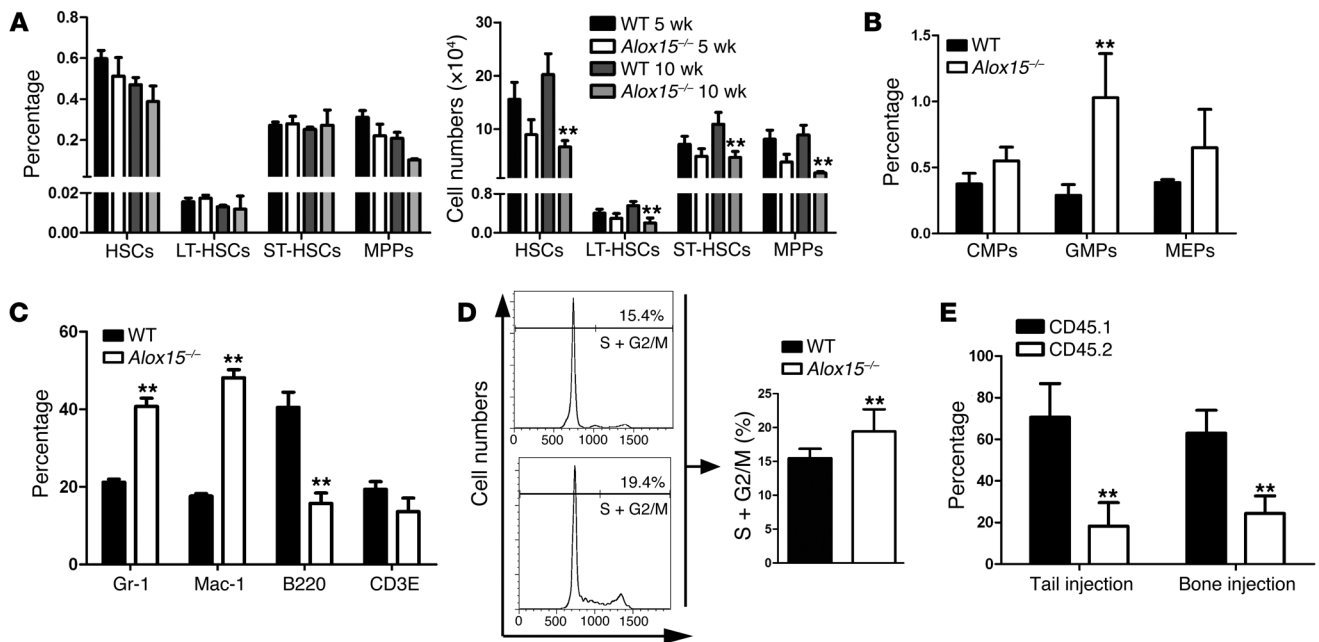 A
Percentage
0.8
0.6
0.4
0.2
0.02
0.00
HSCs
LT-HSCs
ST-HSCs
MPPs
Cell numbers (×10⁴)
30
20
10
0.8
0.0
WT 5 wk
Alox15⁻/⁻ 5 wk
WT 10 wk
Alox15⁻/⁻ 10 wk
**
**
**
**
HSCs
LT-HSCs
ST-HSCs
MPPs
B
WT
Alox15⁻/⁻
Percentage
1.5
1.0
0.5
0.0
**
CMPs
GMPs
MEPs
C
WT
Alox15⁻/⁻
Percentage
60
40
20
0
**
**
**
Gr-1
Mac-1
B220
CD3E
D
Cell numbers
15.4%
S + G2/M
0 500 1000 1500
19.4%
S + G2/M
0 500 1000 1500
WT
Alox15⁻/⁻
S + G2/M (%)
25
20
15
10
5
0
**
E
CD45.1
CD45.2
Percentage
100
80
60
40
20
0
**
**
Tail injection
Bone injection